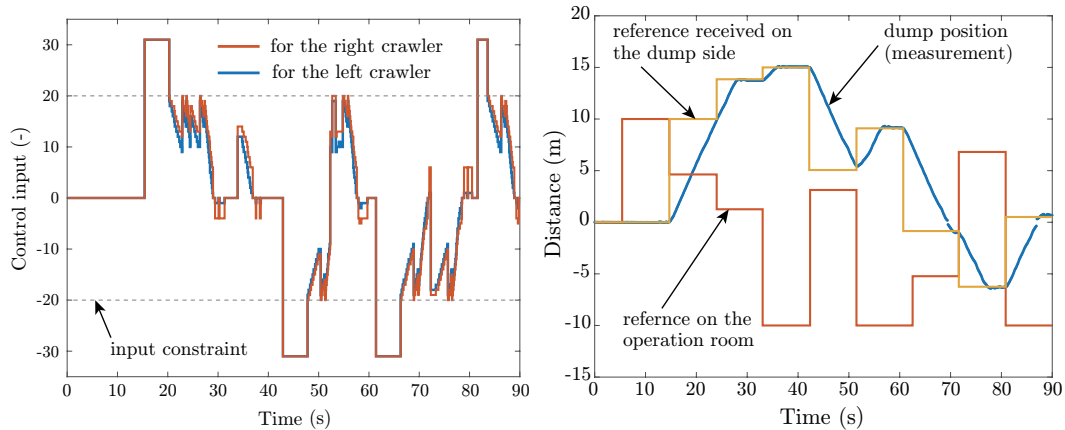 for the right crawler
for the left crawler
input constraint
30
20
10
0
-10
-20
-30
Control input (-)
0 10 20 30 40 50 60 70 80 90
Time (s)
reference received on
the dump side
dump position
(measurement)
refernce on the
operation room
20
15
10
5
0
-5
-10
-15
Distance (m)
0 10 20 30 40 50 60 70 80 90
Time (s)